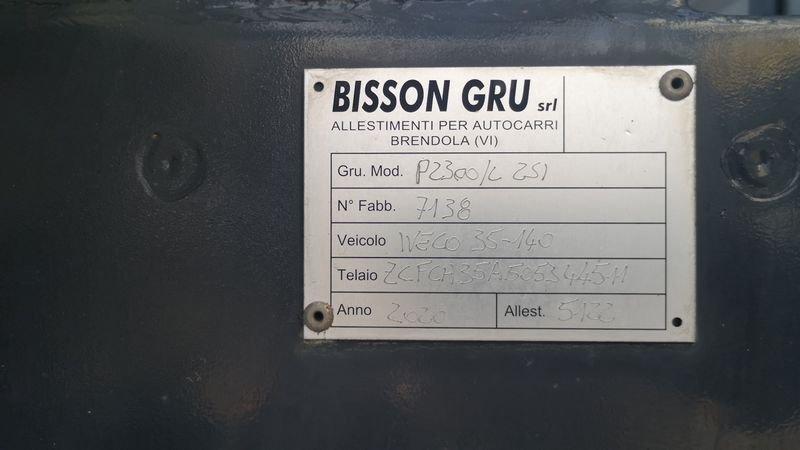 BISSON GRU srl
ALLESTIMENTI PER AUTOCARRI
BRENDOLA (VI)
Gru. Mod. P2300/L 2SI
N° Fabb. 7138
Veicolo IVECO 35-140
Telaio
Anno 2020 Allest. 5122